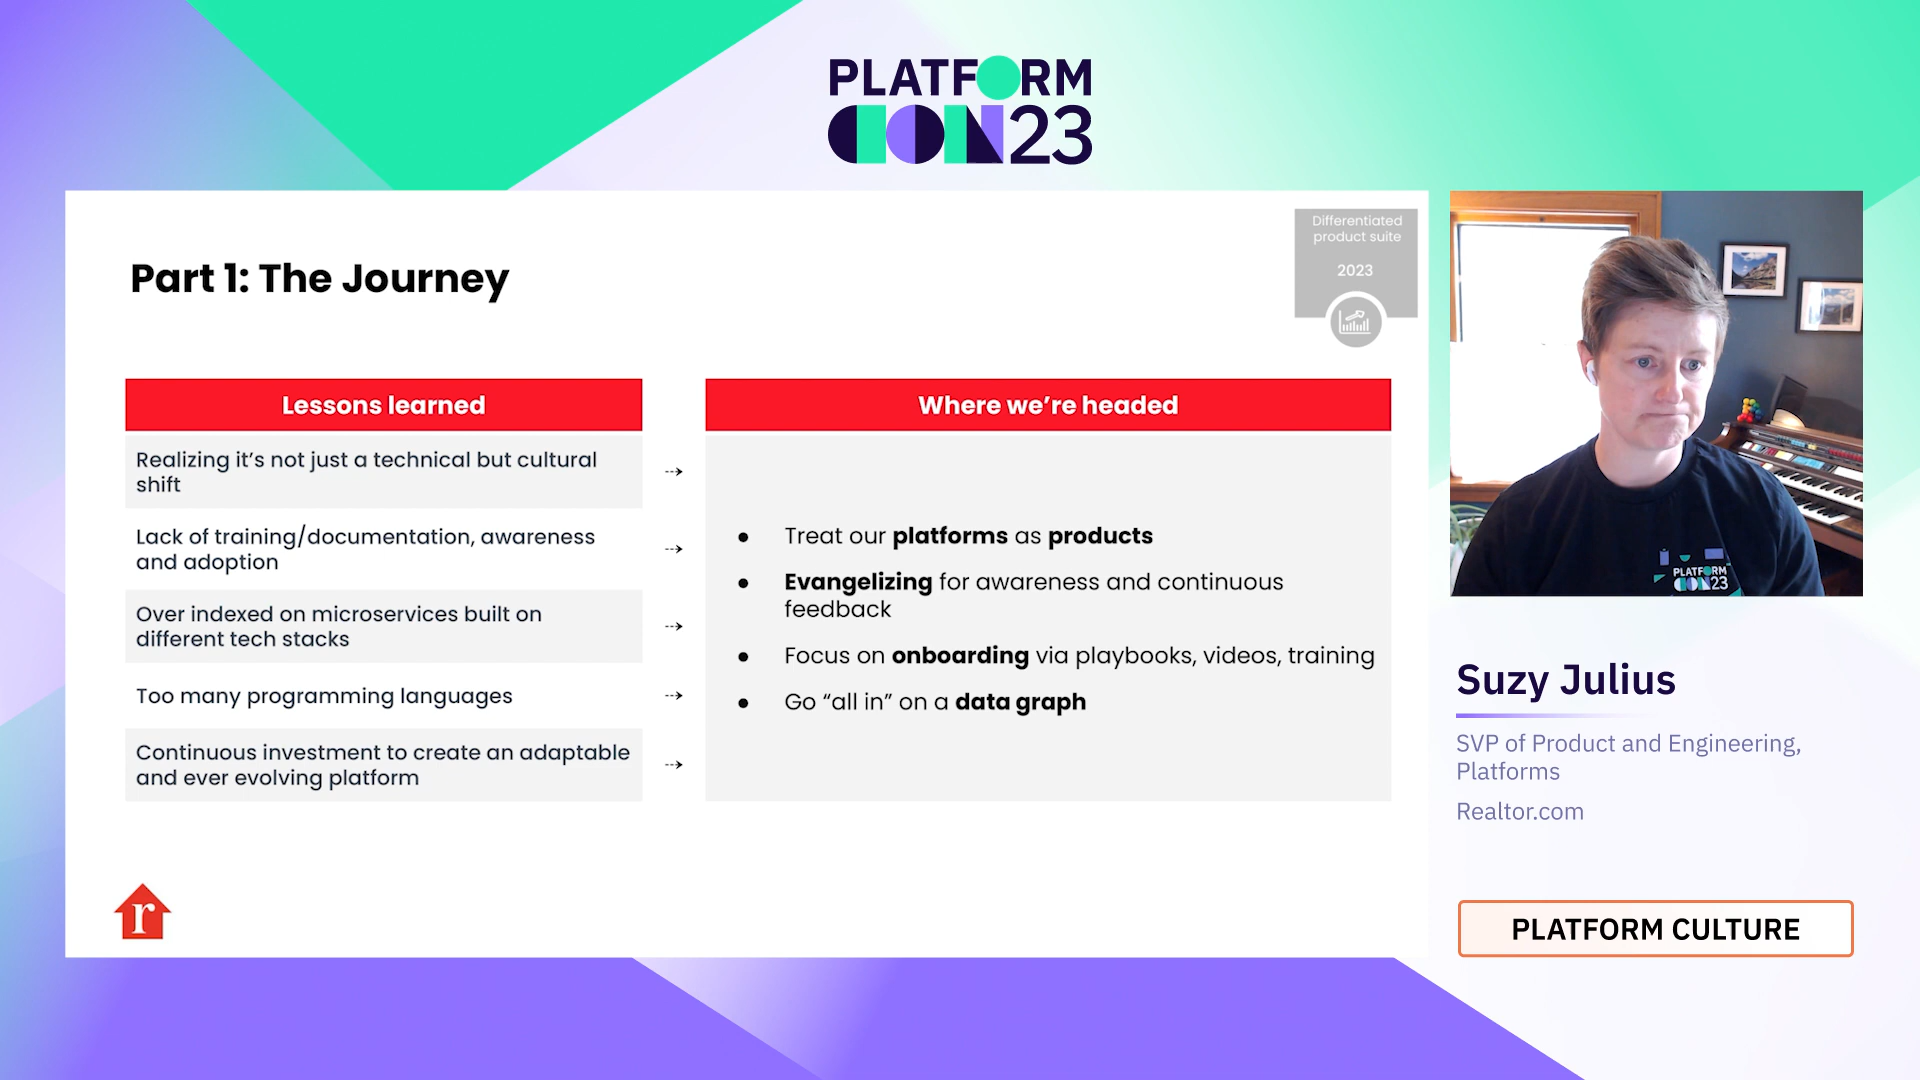 PLATFORM
CON23
Differentiated
product suite
2023
Part 1: The Journey
Lessons learned
Realizing it's not just a technical but cultural
shift
Lack of training/documentation, awareness
and adoption
Over indexed on microservices built on
different tech stacks
Too many programming languages
Continuous investment to create an adaptable
and ever evolving platform
Where we're headed
Treat our platforms as products
Evangelizing for awareness and continuous
feedback
Focus on onboarding via playbooks, videos, training
Go “all in” on a data graph
r
PLATFORM
CON23
Suzy Julius
SVP of Product and Engineering,
Platforms
Realtor.com
PLATFORM CULTURE